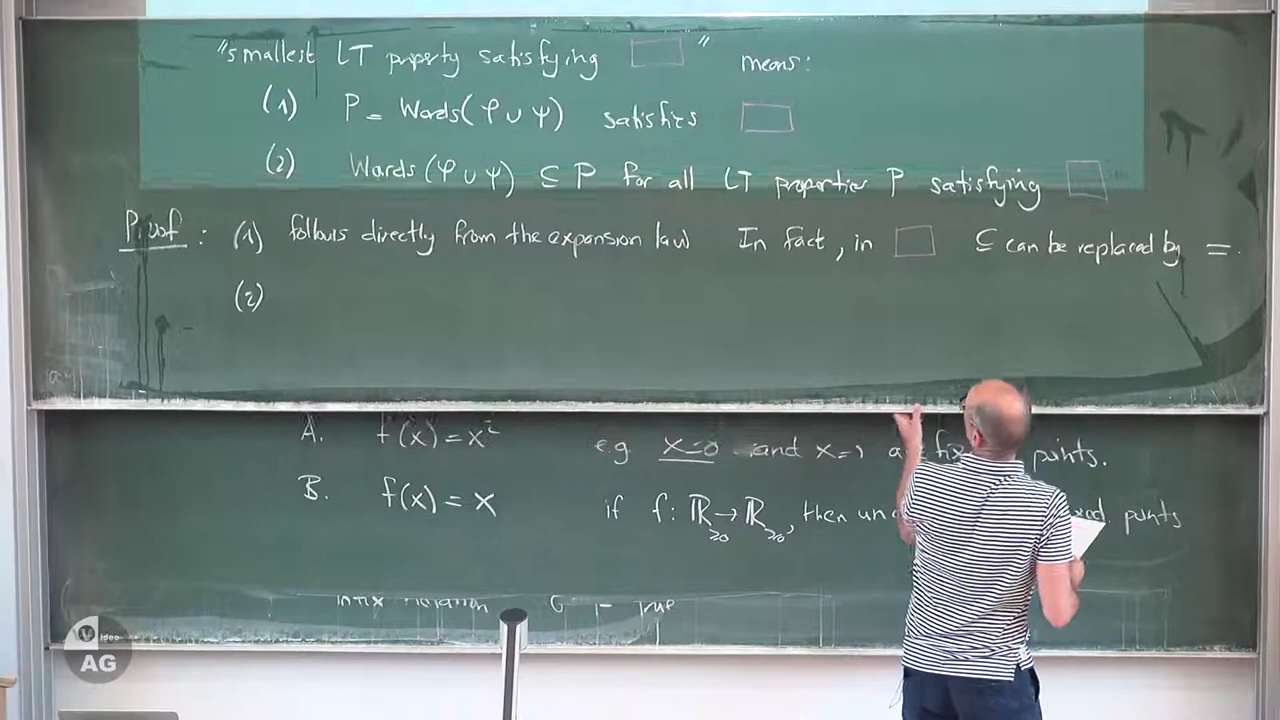 "smallest LT property satisfying □" means:
(1) P = Words(φ ∪ ψ) satisfies □
(2) Words(φ ∪ ψ) ⊆ P for all LT properties P satisfying □
Proof: (1) follows directly from the expansion law In fact, in □ ⊆ can be replaced by =.
(2)
A. f(x) = x² e.g. x=0 and x=1 points.
B. f(x) = x if f: ℝ≥0 → ℝ≥0, then points
True
Video
AG